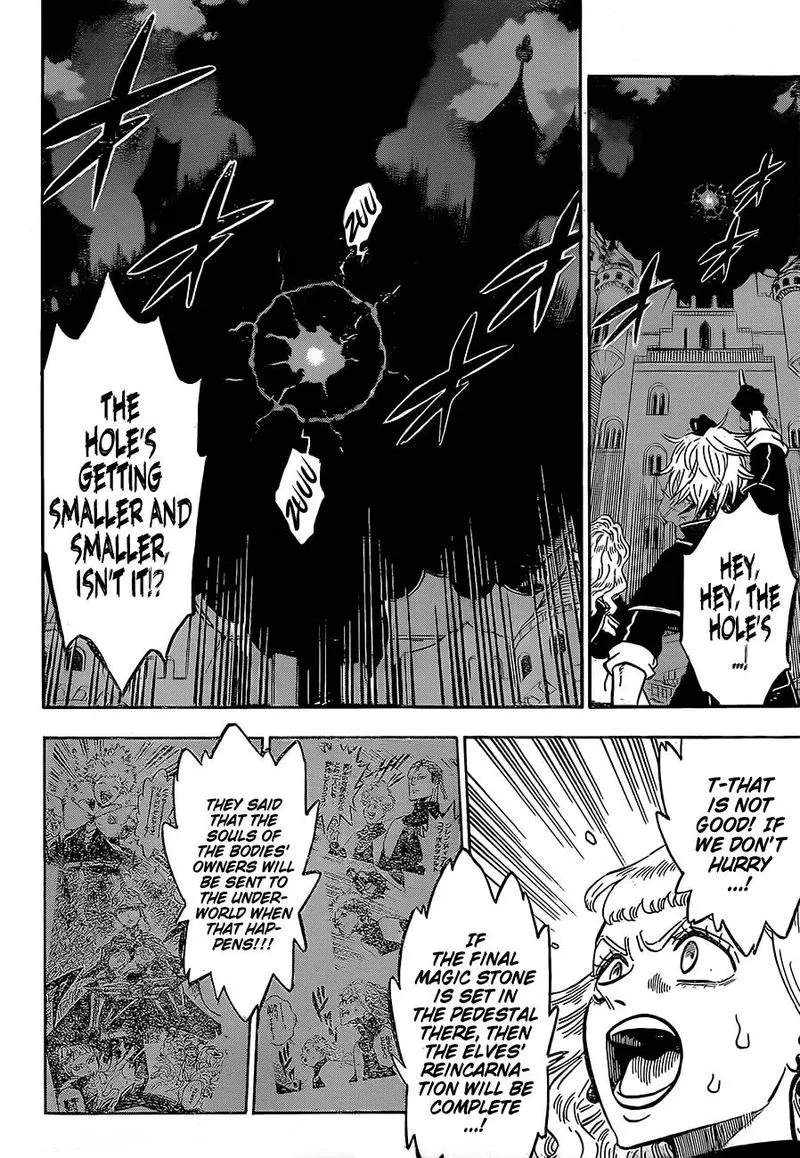 HEY,
HEY, THE
HOLE'S
....
ZUU
ZUUU
THE
HOLE'S
GETTING
SMALLER AND
SMALLER,
ISN'T IT!?
T-THAT
IS NOT
GOOD! IF
WE DON'T
HURRY
...!
IF
THE FINAL
MAGIC STONE
IS SET IN
THE PEDESTAL
THERE, THEN
THE ELVES'
REINCARNA-
TION WILL BE
COMPLETE
...!
THEY SAID
THAT THE
SOULS OF
THE BODIES'
OWNERS WILL
BE SENT TO
THE UNDER-
WORLD WHEN
THAT HAP-
PENS!!!